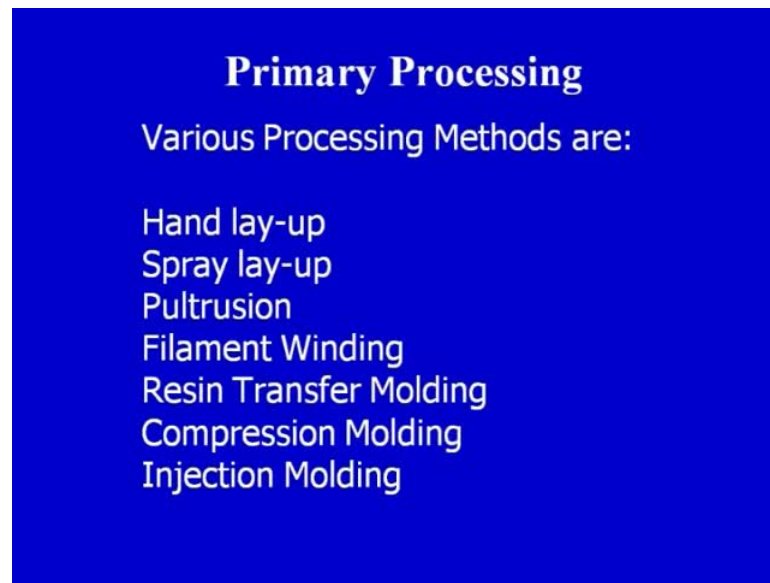 Primary Processing
Various Processing Methods are:
Hand lay-up
Spray lay-up
Pultrusion
Filament Winding
Resin Transfer Molding
Compression Molding
Injection Molding